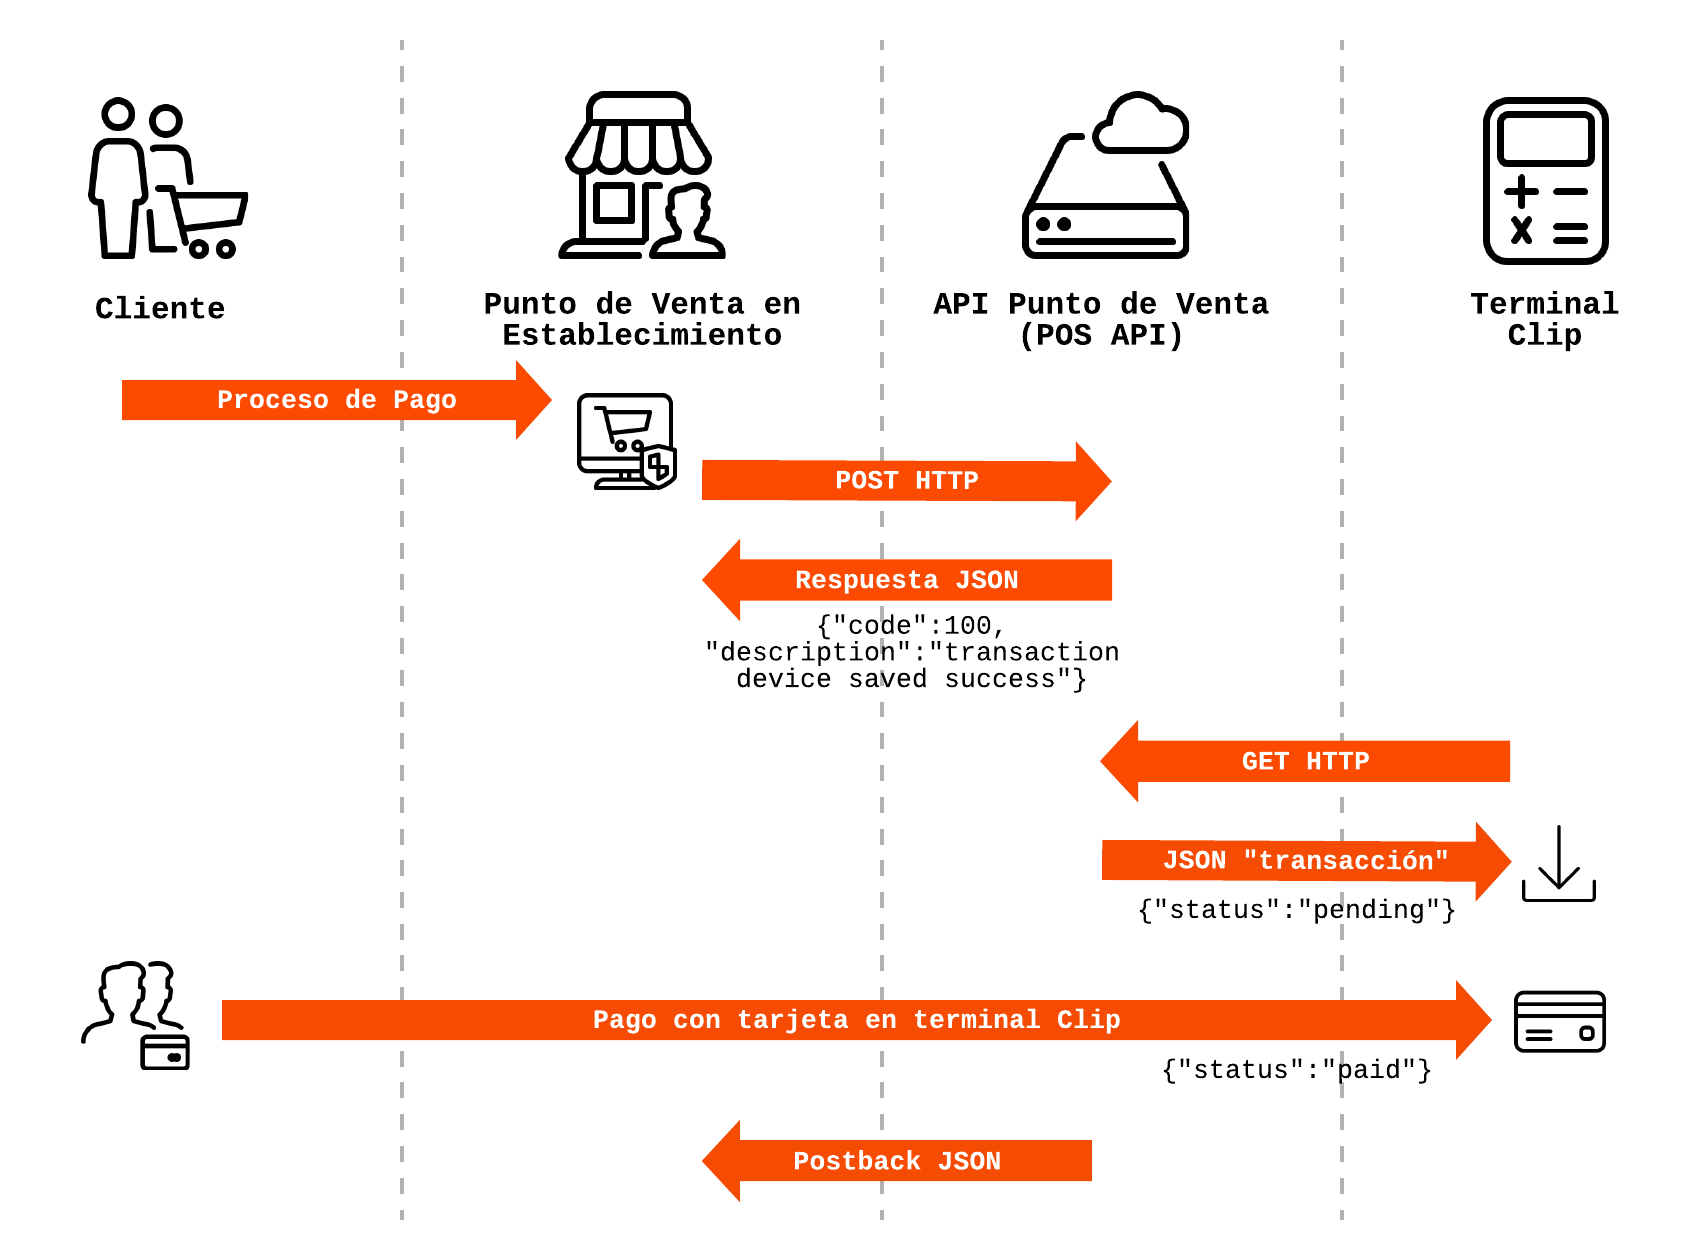 Cliente
Punto de Venta en
Establecimiento
API Punto de Venta
(POS API)
Terminal
Clip
Proceso de Pago
POST HTTP
Respuesta JSON
{"code":100,
"description":"transaction
device saved success"}
GET HTTP
JSON "transacción"
{"status":"pending"}
Pago con tarjeta en terminal Clip
{"status":"paid"}
Postback JSON